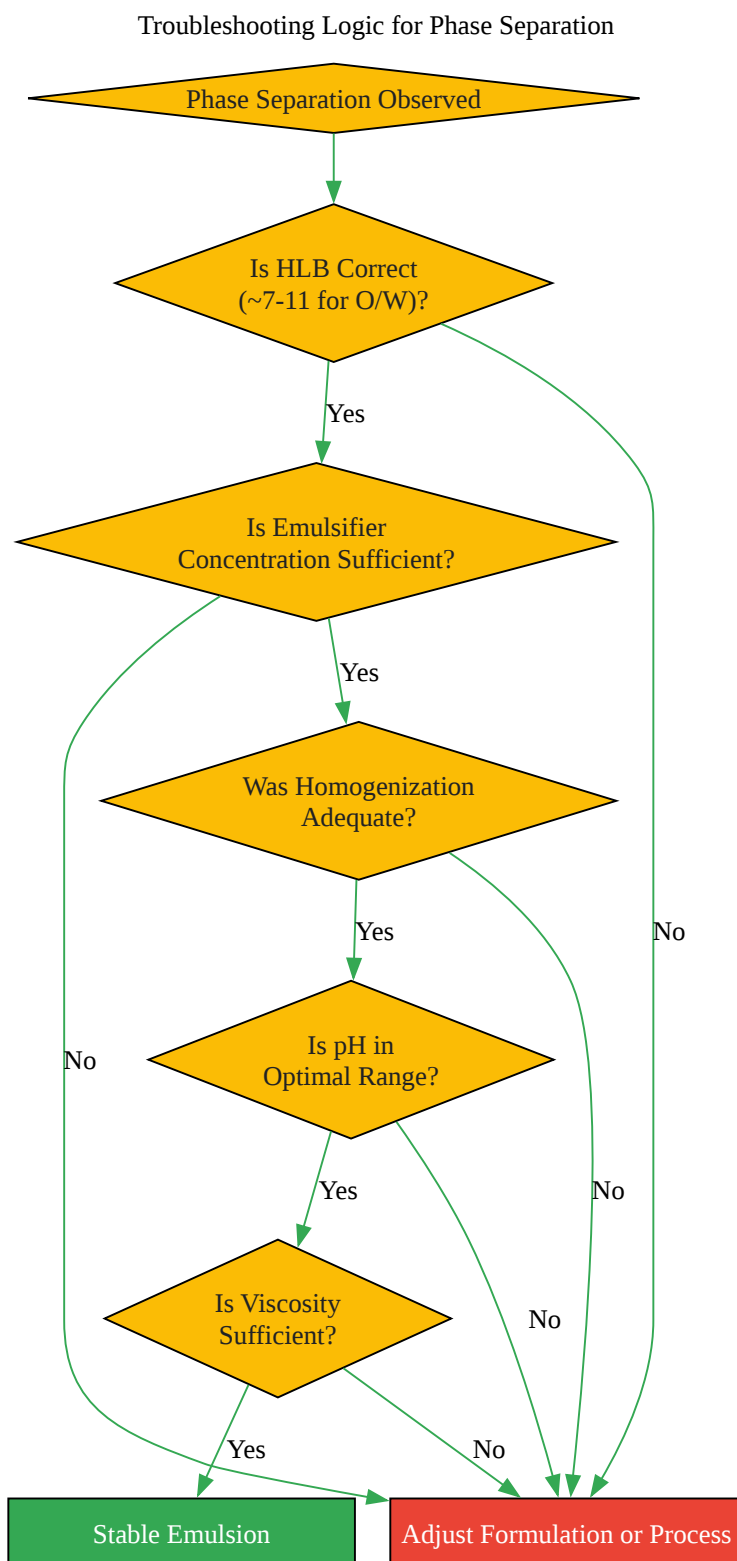 Troubleshooting Logic for Phase Separation
Phase Separation Observed
Is HLB Correct
(~7-11 for O/W)?
Yes
Is Emulsifier
Concentration Sufficient?
Yes
Was Homogenization
Adequate?
Yes
No
Is pH in
Optimal Range?
No
Yes
No
Is Viscosity
Sufficient?
No
Yes
No
Stable Emulsion
Adjust Formulation or Process